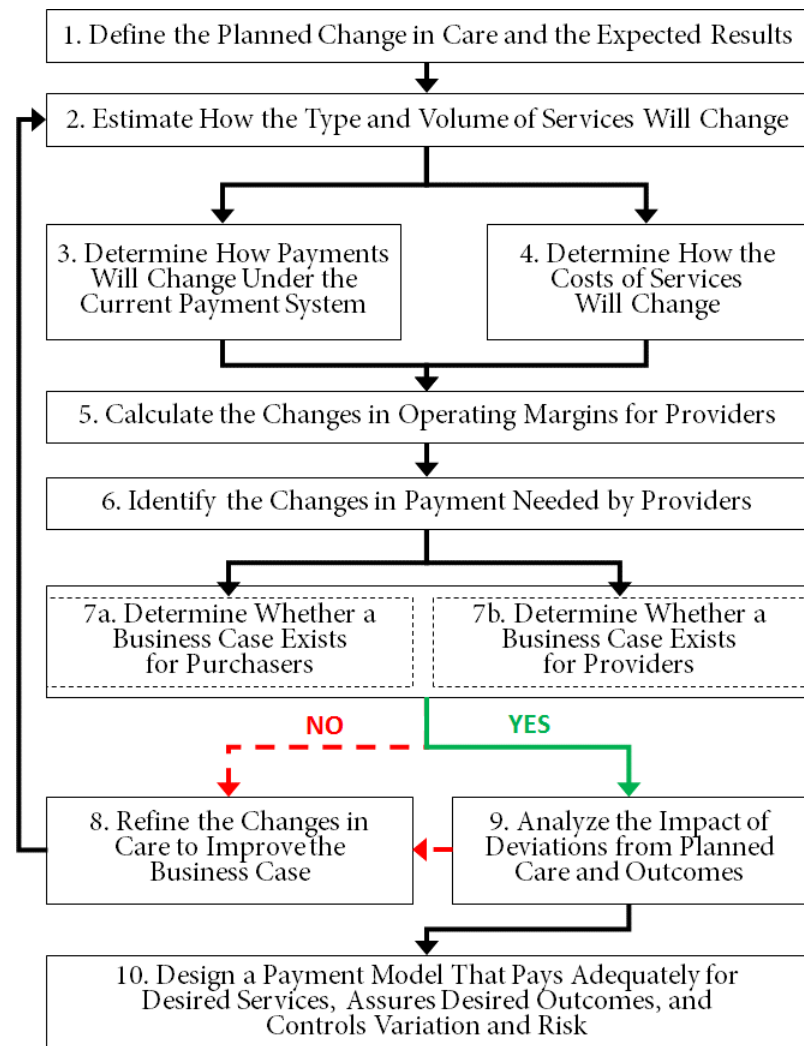 1. Define the Planned Change in Care and the Expected Results
2. Estimate How the Type and Volume of Services Will Change
3. Determine How Payments
Will Change Under the
Current Payment System
4. Determine How the
Costs of Services
Will Change
5. Calculate the Changes in Operating Margins for Providers
6. Identify the Changes in Payment Needed by Providers
7a. Determine Whether a
Business Case Exists
for Purchasers
7b. Determine Whether a
Business Case Exists
for Providers
NO
YES
8. Refine the Changes in
Care to Improve the
Business Case
9. Analyze the Impact of
Deviations from Planned
Care and Outcomes
10. Design a Payment Model That Pays Adequately for
Desired Services, Assures Desired Outcomes, and
Controls Variation and Risk